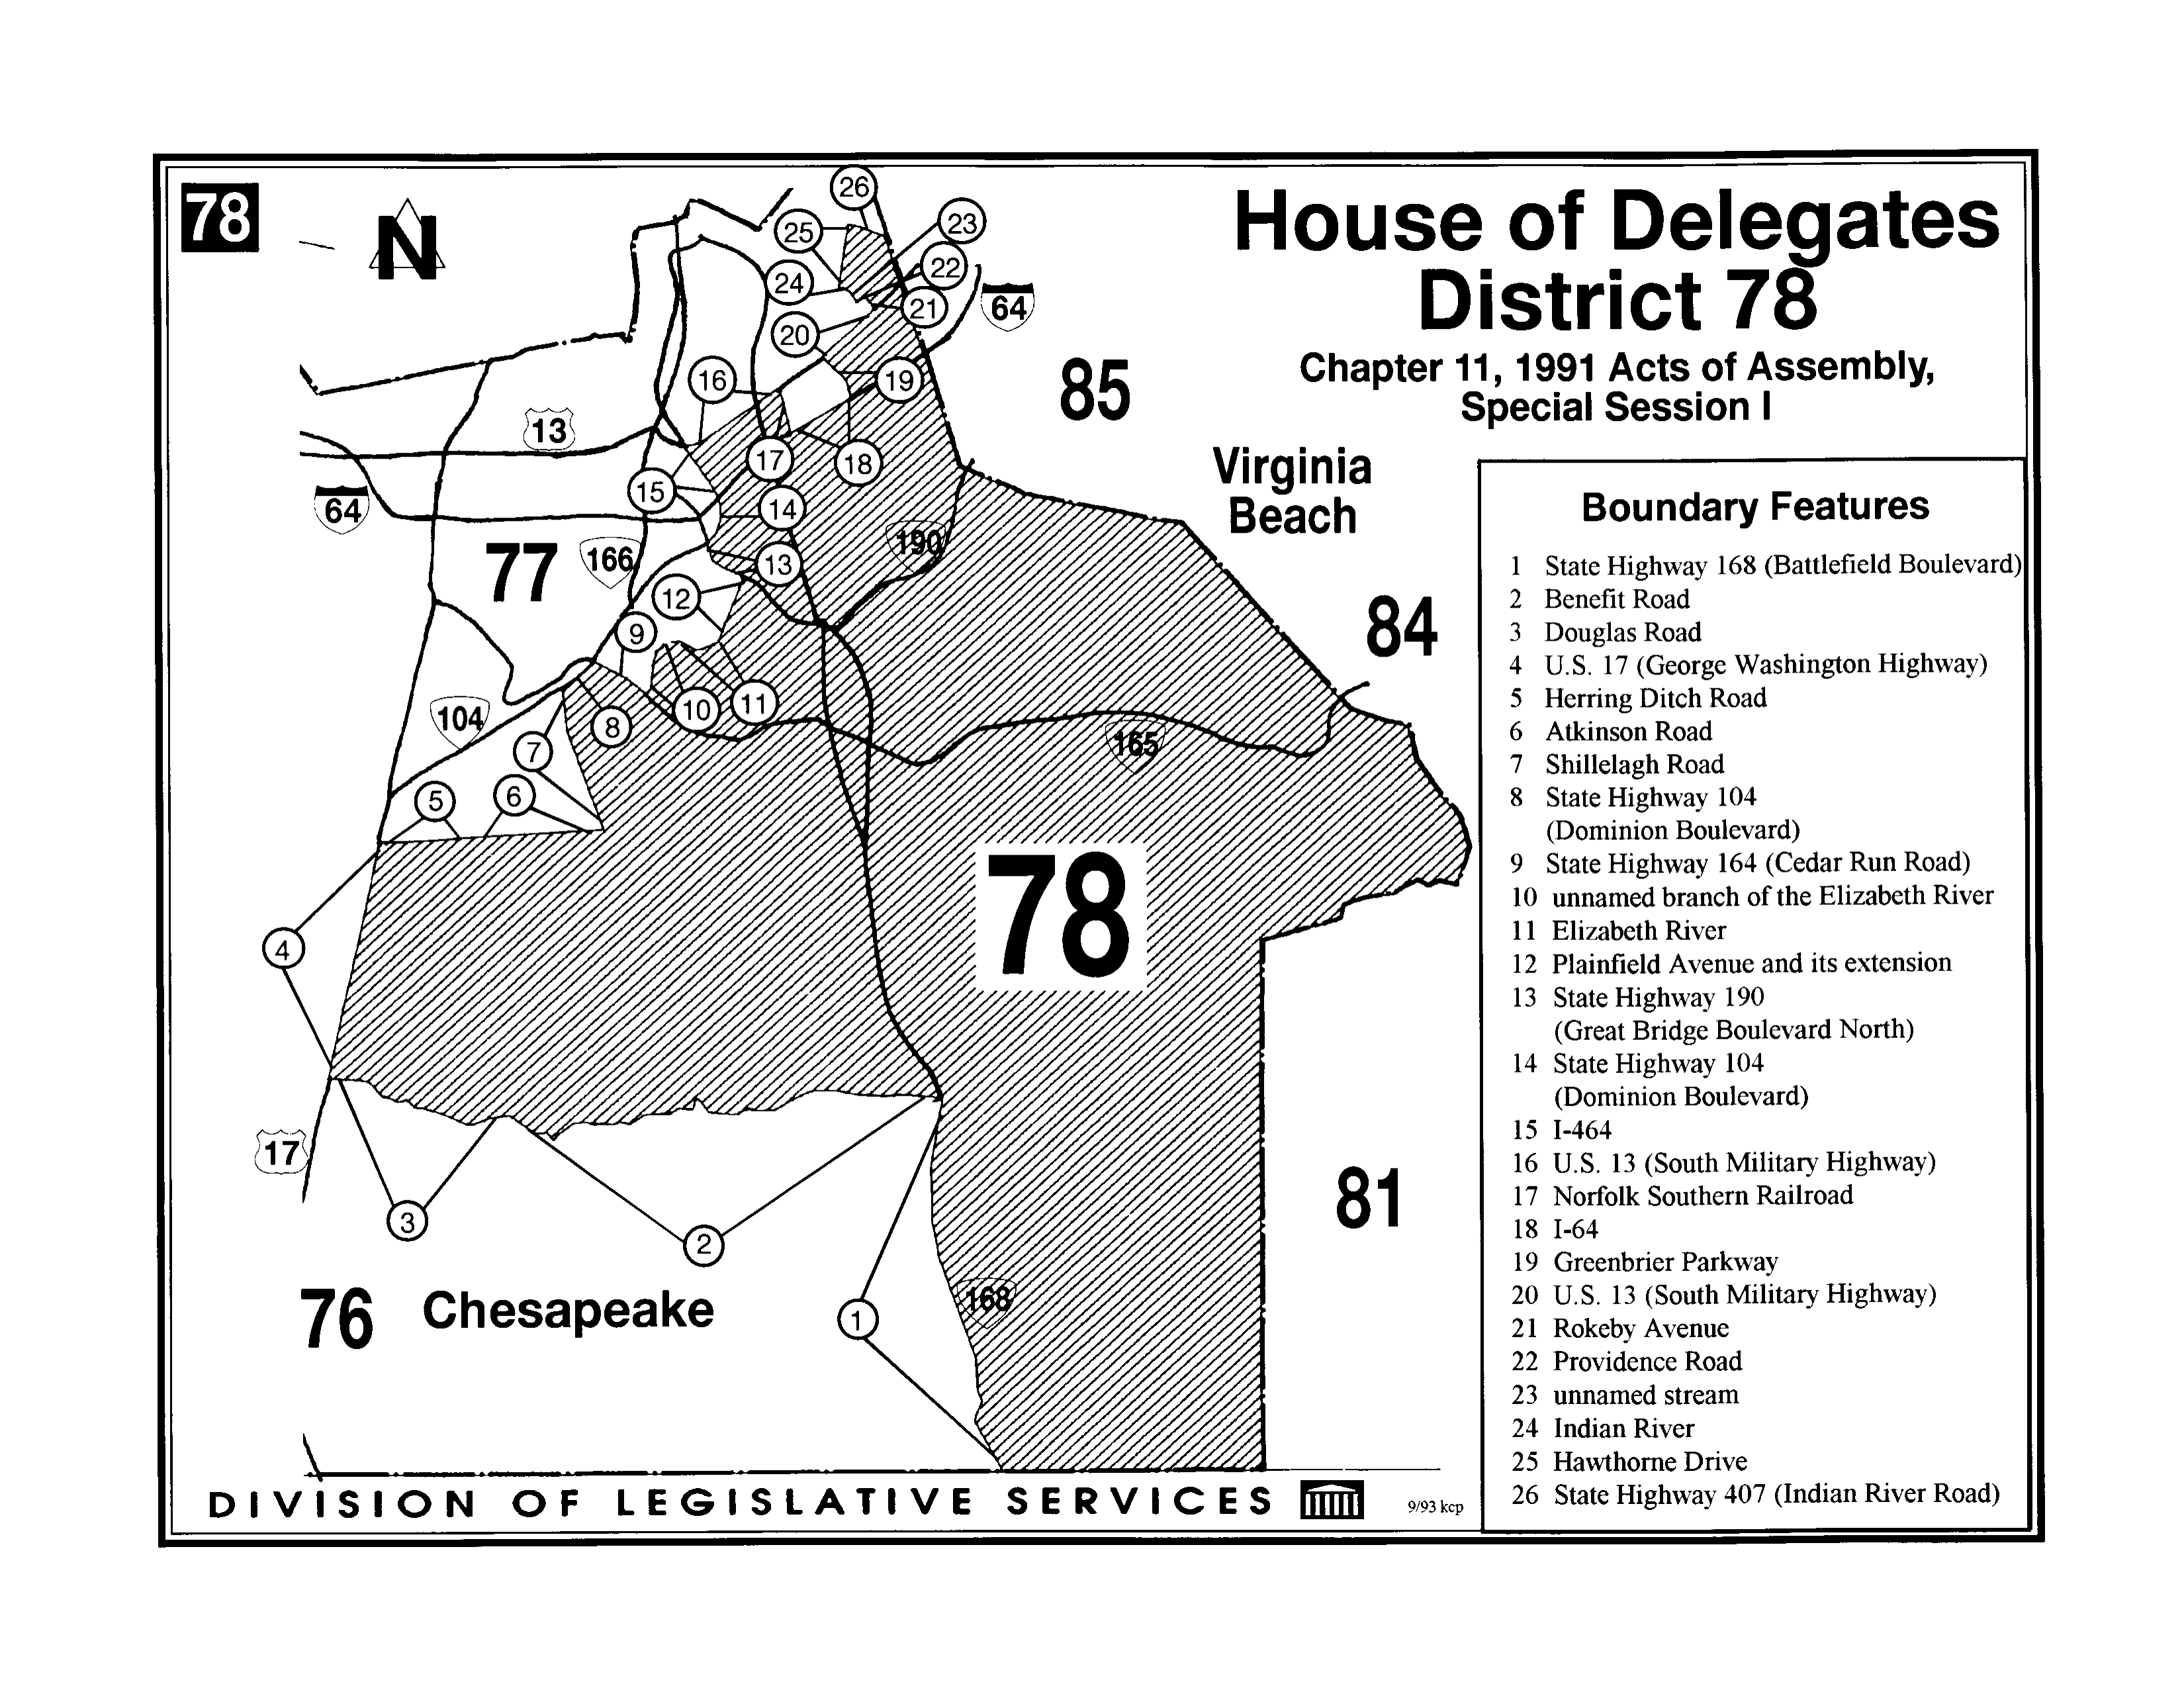 78
N
House of Delegates
District 78
Chapter 11, 1991 Acts of Assembly,
Special Session I
26
25
23
22
24
21
64
20
16
19
85
13
17
18
Virginia
Beach
15
64
14
77
166
190
13
12
9
84
104
10
11
8
7
165
5
6
78
4
17
3
2
81
76
Chesapeake
1
168
Boundary Features
1 State Highway 168 (Battlefield Boulevard)
2 Benefit Road
3 Douglas Road
4 U.S. 17 (George Washington Highway)
5 Herring Ditch Road
6 Atkinson Road
7 Shillelagh Road
8 State Highway 104
(Dominion Boulevard)
9 State Highway 164 (Cedar Run Road)
10 unnamed branch of the Elizabeth River
11 Elizabeth River
12 Plainfield Avenue and its extension
13 State Highway 190
(Great Bridge Boulevard North)
14 State Highway 104
(Dominion Boulevard)
15 I-464
16 U.S. 13 (South Military Highway)
17 Norfolk Southern Railroad
18 I-64
19 Greenbrier Parkway
20 U.S. 13 (South Military Highway)
21 Rokeby Avenue
22 Providence Road
23 unnamed stream
24 Indian River
25 Hawthorne Drive
26 State Highway 407 (Indian River Road)
DIVISION OF LEGISLATIVE SERVICES
9/93 kcp